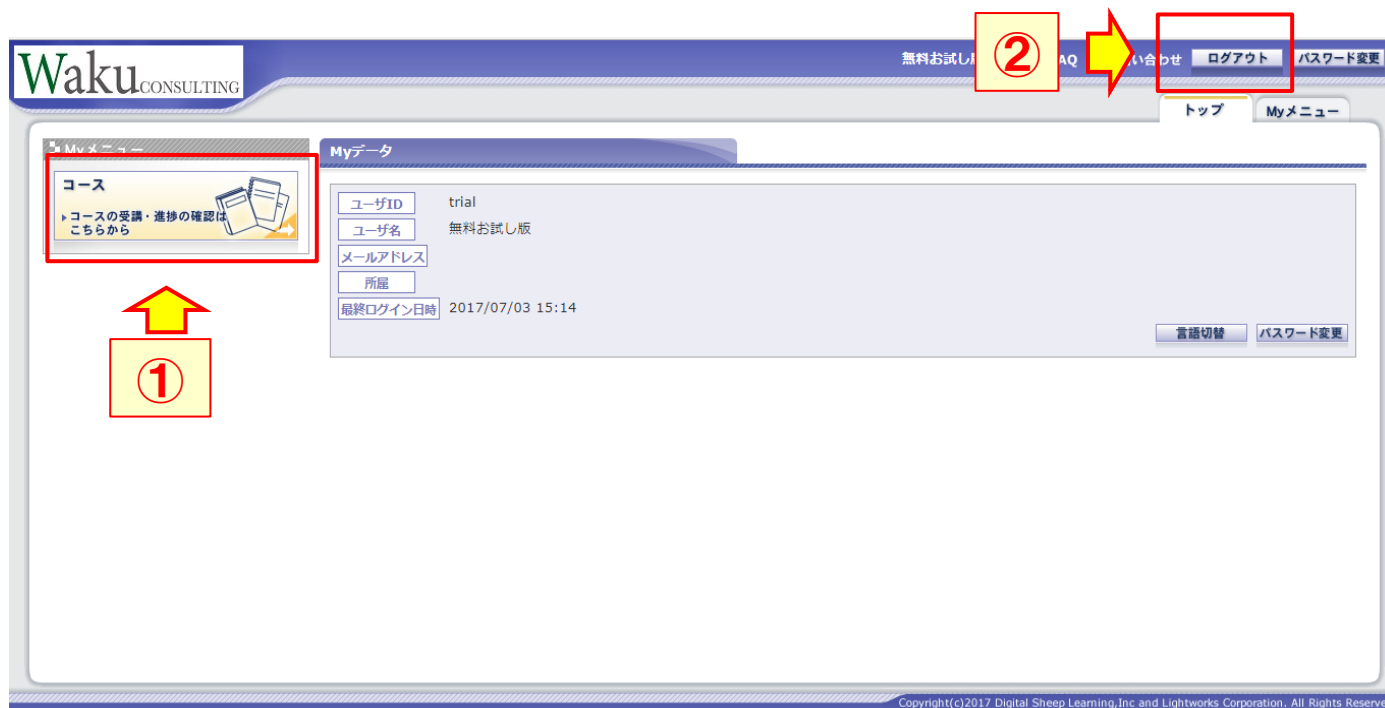 Waku CONSULTING
無料お試し
②
AQ
い合わせ
ログアウト
パスワード変更
トップ
Myメニュー
Myメニュー
コース
コースの受講・進捗の確認は
こちらから
①
Myデータ
ユーザID trial
ユーザ名 無料お試し版
メールアドレス
所属
最終ログイン日時 2017/07/03 15:14
言語切替
パスワード変更
Copyright(c)2017 Digital Sheep Learning,Inc and Lightworks Corporation, All Rights Reserve